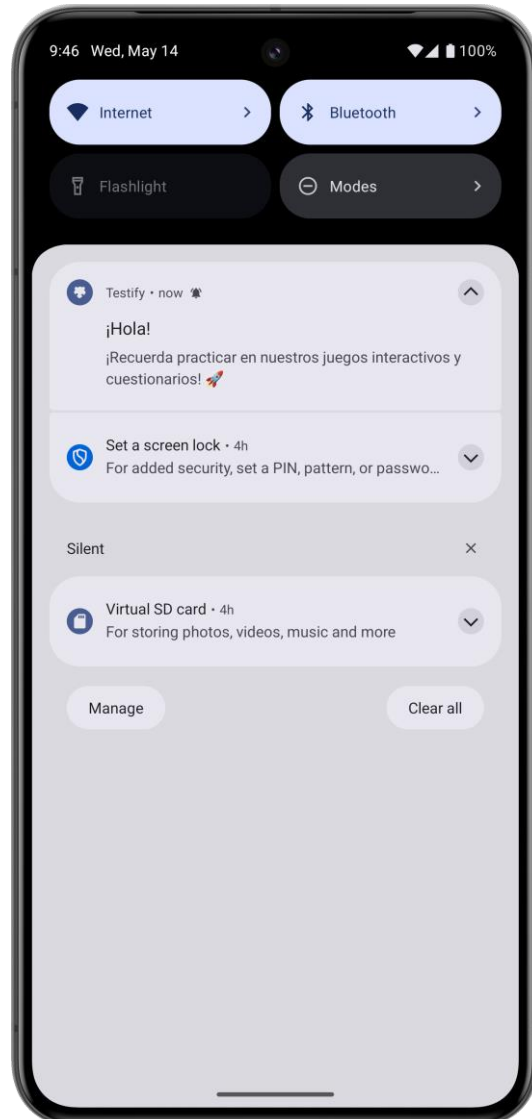 9:46 Wed, May 14
100%
Internet
Bluetooth
Flashlight
Modes
Testify • now
¡Hola!
¡Recuerda practicar en nuestros juegos interactivos y
cuestionarios! 🚀
Set a screen lock • 4h
For added security, set a PIN, pattern, or passwo...
Silent
Virtual SD card • 4h
For storing photos, videos, music and more
Manage
Clear all